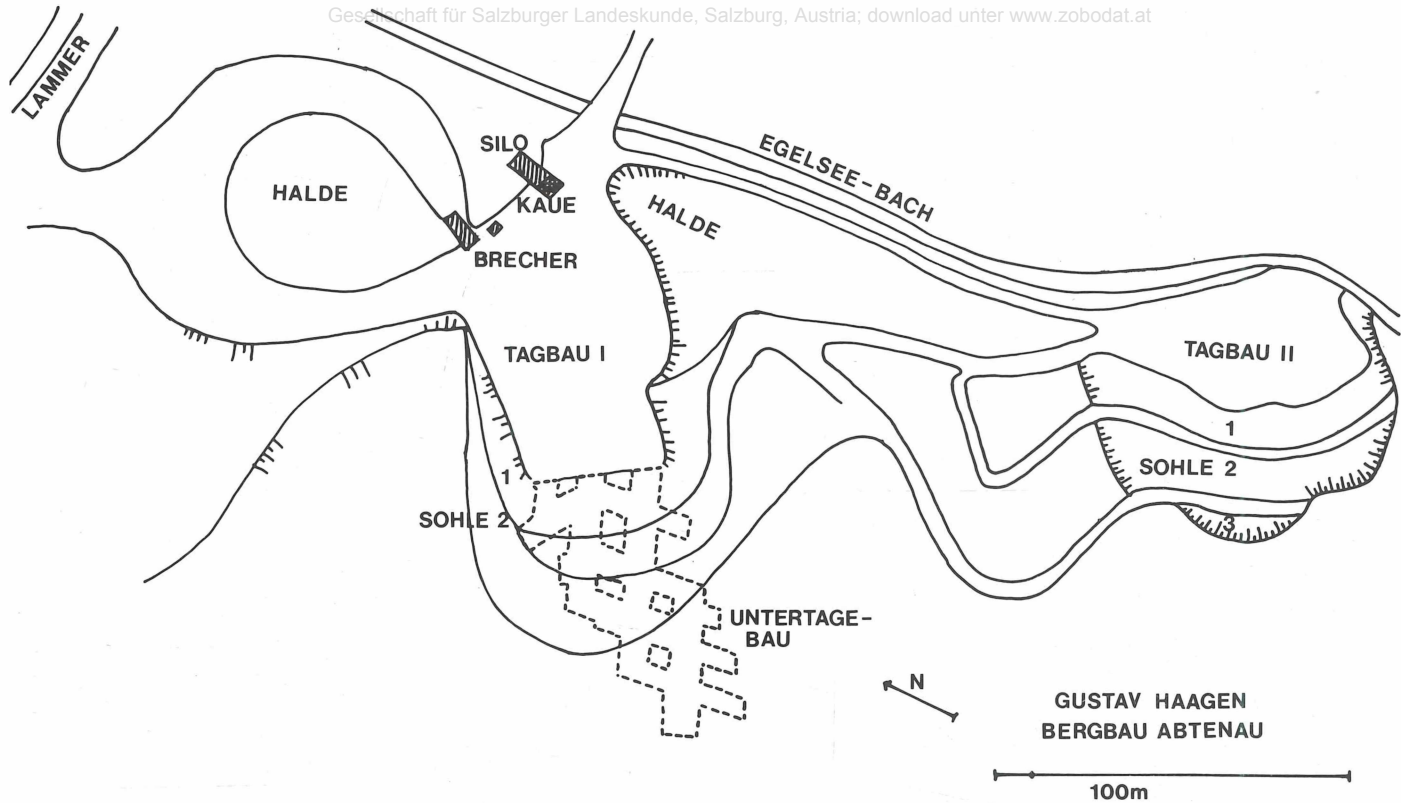 Gesellschaft für Salzburger Landeskunde, Salzburg, Austria; download unter www.zobodat.at
LAMMER
SILO
KAUE
HALDE
BRECHER
HALDE
EGELSEE-BACH
TAGBAU I
TAGBAU II
1
SOHLE 2
3
1
SOHLE 2
UNTERTAGE-
BAU
N
GUSTAV HAAGEN
BERGBAU ABTENAU
100m